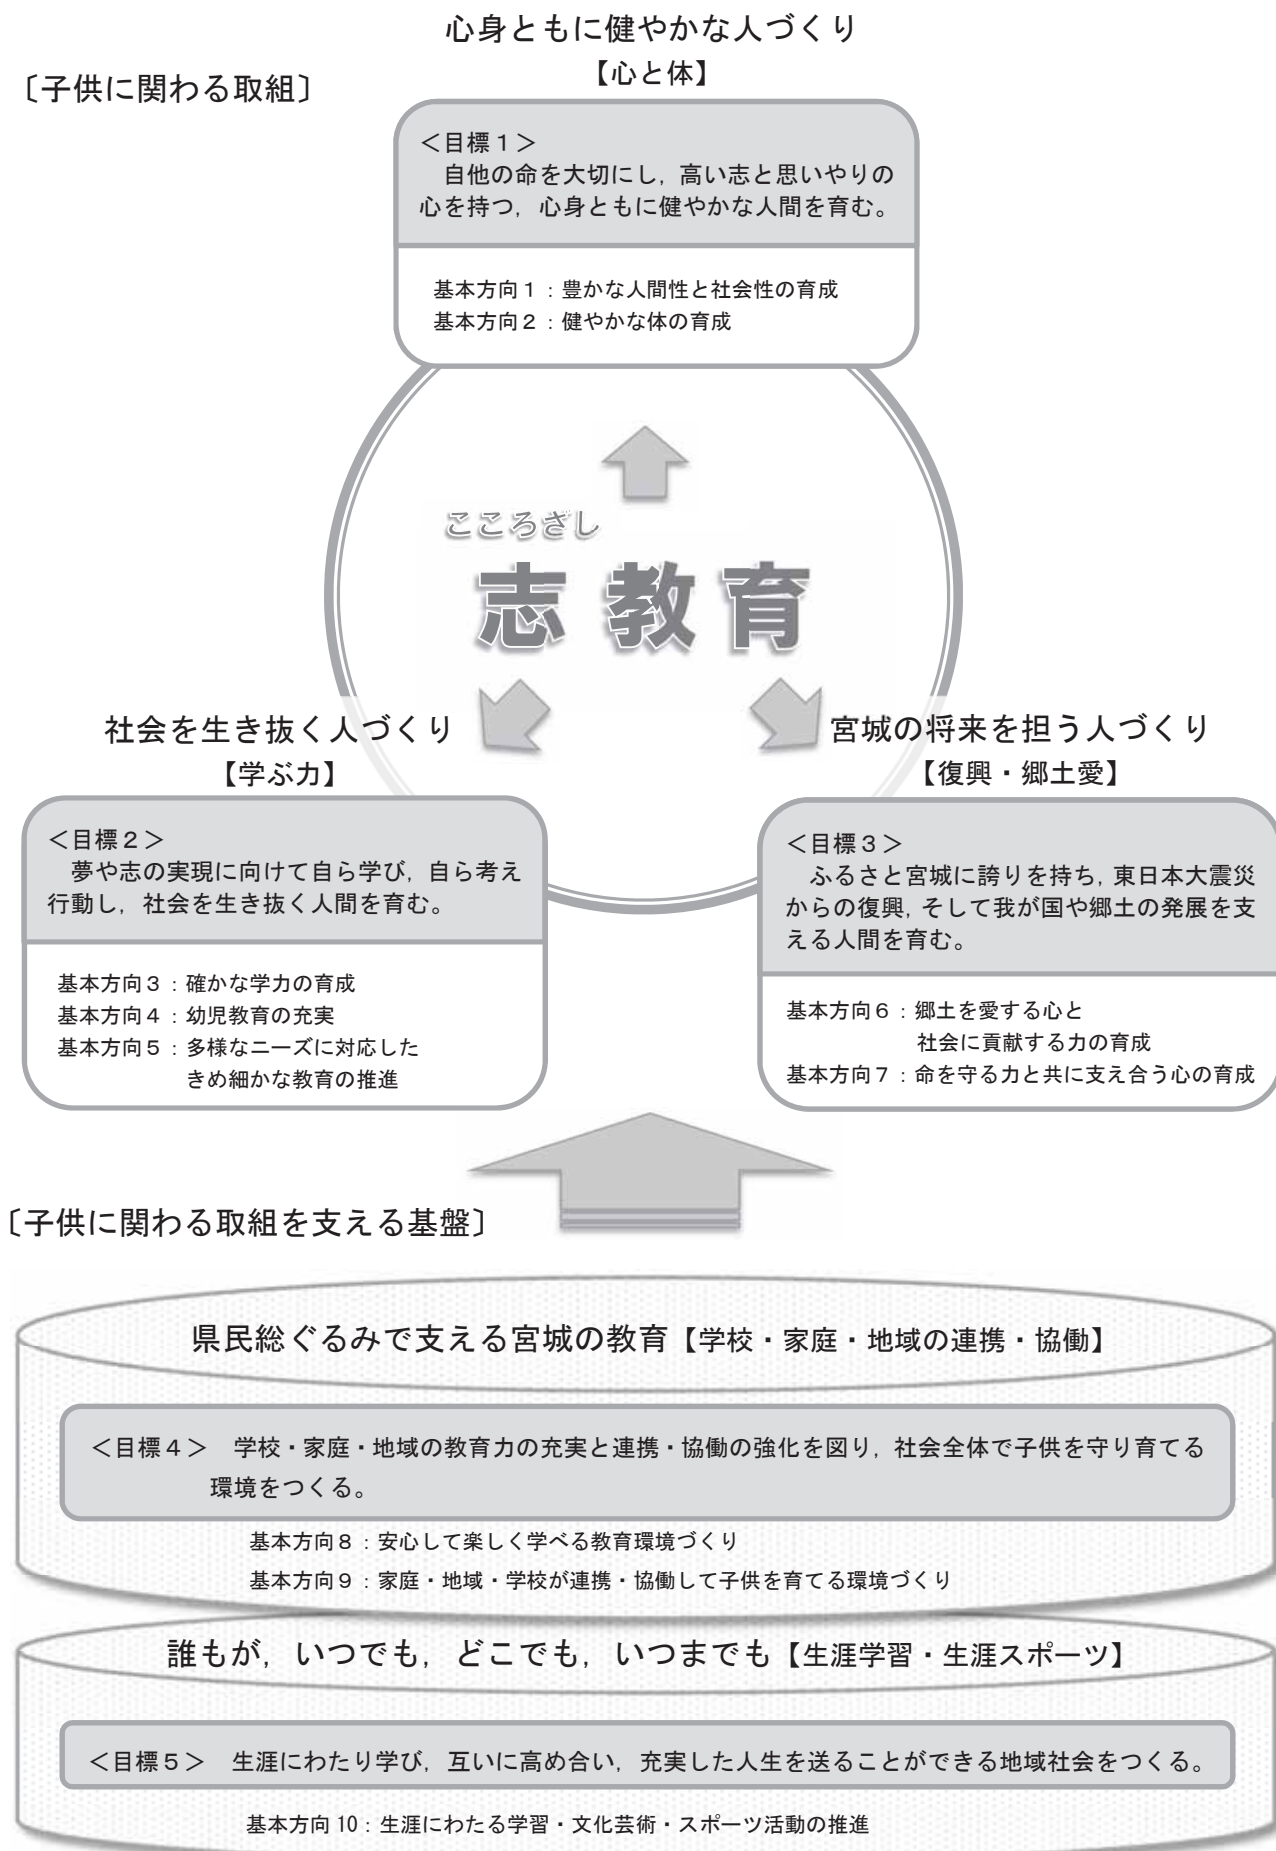 心身ともに健やかな人づくり
【心と体】
〔子供に関わる取組〕
＜目標１＞
自他の命を大切にし，高い志と思いやりの
心を持つ，心身ともに健やかな人間を育む。
基本方向１：豊かな人間性と社会性の育成
基本方向２：健やかな体の育成
こころざし
志教育
社会を生き抜く人づくり
【学ぶ力】
＜目標２＞
夢や志の実現に向けて自ら学び，自ら考え
行動し，社会を生き抜く人間を育む。
基本方向３：確かな学力の育成
基本方向４：幼児教育の充実
基本方向５：多様なニーズに対応した
きめ細かな教育の推進
宮城の将来を担う人づくり
【復興・郷土愛】
＜目標３＞
ふるさと宮城に誇りを持ち，東日本大震災
からの復興，そして我が国や郷土の発展を支
える人間を育む。
基本方向６：郷土を愛する心と
社会に貢献する力の育成
基本方向７：命を守る力と共に支え合う心の育成
〔子供に関わる取組を支える基盤〕
県民総ぐるみで支える宮城の教育【学校・家庭・地域の連携・協働】
＜目標４＞　学校・家庭・地域の教育力の充実と連携・協働の強化を図り，社会全体で子供を守り育てる
環境をつくる。
基本方向８：安心して楽しく学べる教育環境づくり
基本方向９：家庭・地域・学校が連携・協働して子供を育てる環境づくり
誰もが，いつでも，どこでも，いつまでも【生涯学習・生涯スポーツ】
＜目標５＞　生涯にわたり学び，互いに高め合い，充実した人生を送ることができる地域社会をつくる。
基本方向10：生涯にわたる学習・文化芸術・スポーツ活動の推進